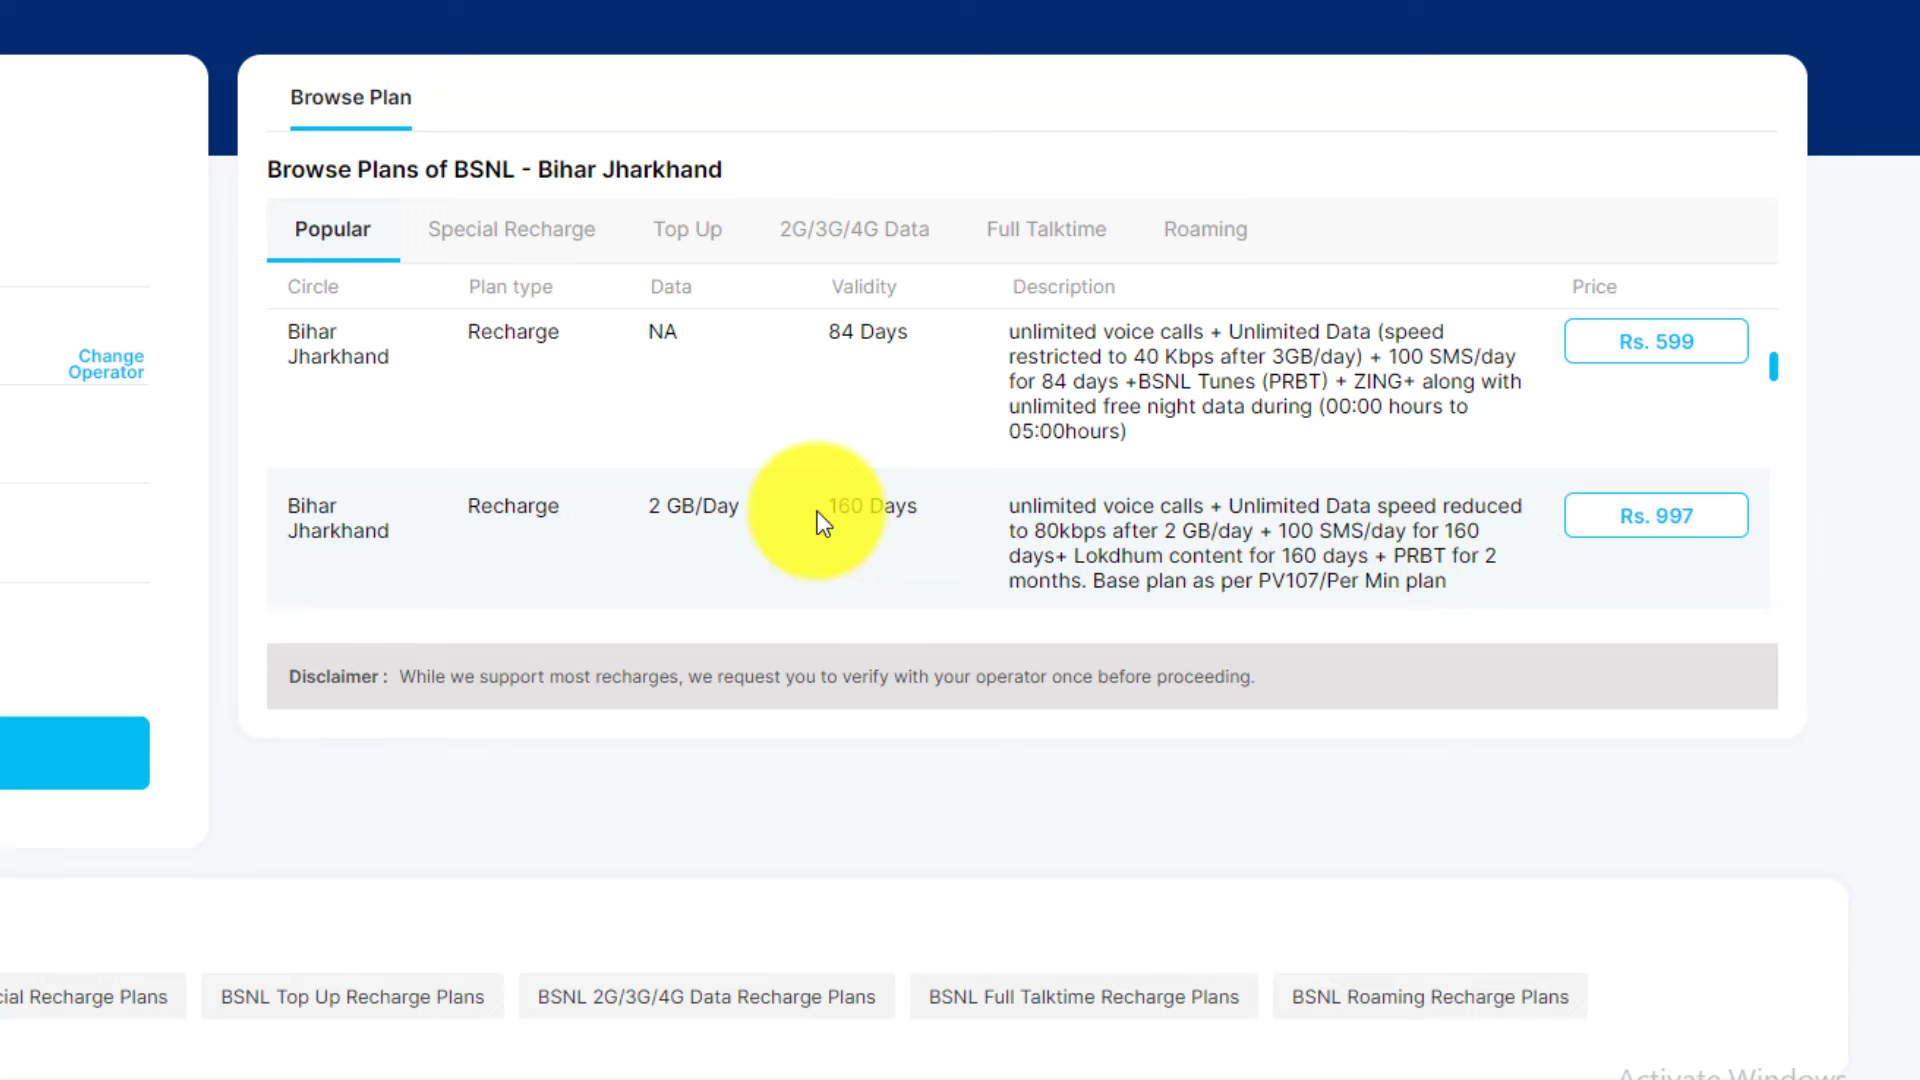 Browse Plan
Browse Plans of BSNL - Bihar Jharkhand
Popular Special Recharge Top Up 2G/3G/4G Data Full Talktime Roaming
Circle Plan type Data Validity Description Price
Bihar Jharkhand Recharge NA 84 Days Rs. 599
unlimited voice calls + Unlimited Data (speed
restricted to 40 Kbps after 3GB/day) + 100 SMS/day
for 84 days +BSNL Tunes (PRBT) + ZING+ along with
unlimited free night data during (00:00 hours to
05:00hours)
Change
Operator
Bihar Jharkhand Recharge 2 GB/Day 160 Days Rs. 997
unlimited voice calls + Unlimited Data speed reduced
to 80kbps after 2 GB/day + 100 SMS/day for 160
days+ Lokdhum content for 160 days + PRBT for 2
months. Base plan as per PV107/Per Min plan
Disclaimer : While we support most recharges, we request you to verify with your operator once before proceeding.
cial Recharge Plans BSNL Top Up Recharge Plans BSNL 2G/3G/4G Data Recharge Plans BSNL Full Talktime Recharge Plans BSNL Roaming Recharge Plans
Activate Windows